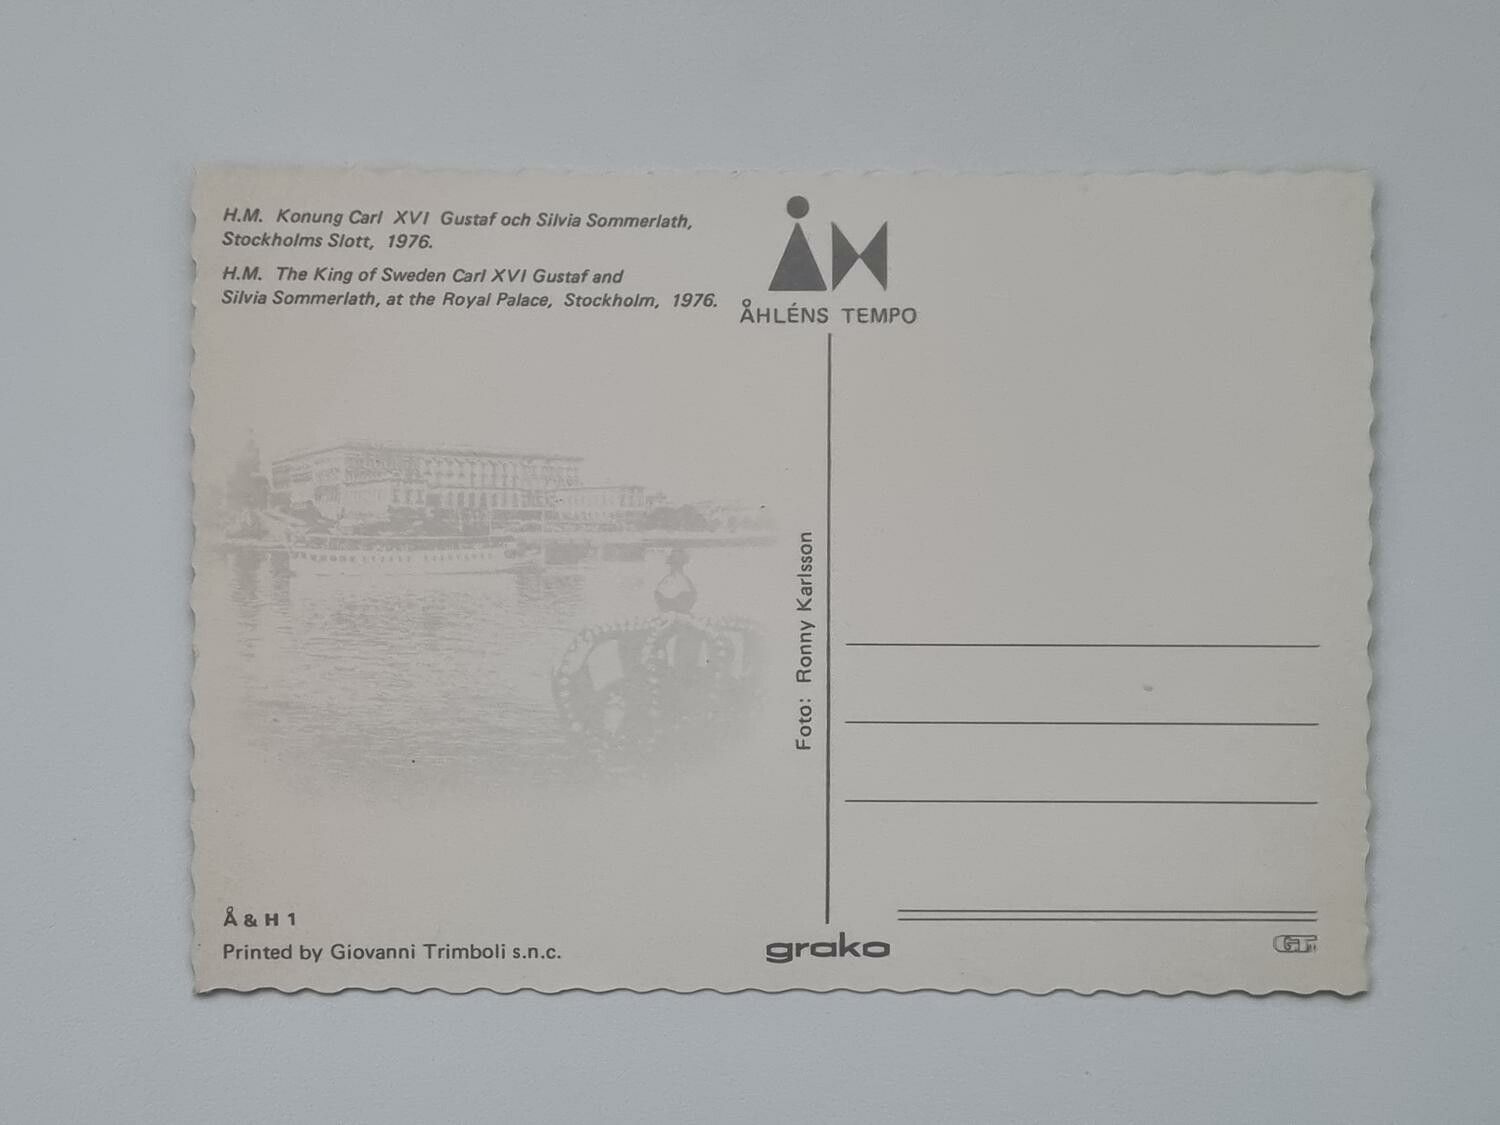 H.M. Konung Carl XVI Gustaf och Silvia Sommerlath,
Stockholms Slott, 1976.
H.M. The King of Sweden Carl XVI Gustaf and
Silvia Sommerlath, at the Royal Palace, Stockholm, 1976.
ÅH
ÅHLÉNS TEMPO
Foto: Ronny Karlsson
Å & H 1
Printed by Giovanni Trimboli s.n.c.
grako
GT